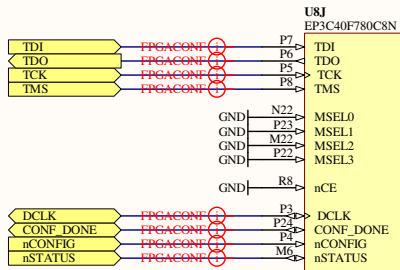 U8J
EP3C40F780C8N
TDI FPGACONF i P7 TDI
TDO FPGACONF i P6 TDO
TCK FPGACONF i P5 TCK
TMS FPGACONF i P8 TMS
GND N22 MSEL0
GND P23 MSEL1
GND M22 MSEL2
GND P22 MSEL3
GND R8 nCE
DCLK FPGACONF i P3 DCLK
CONF_DONE FPGACONF i P24 CONF_DONE
nCONFIG FPGACONF i P4 nCONFIG
nSTATUS FPGACONF i M6 nSTATUS